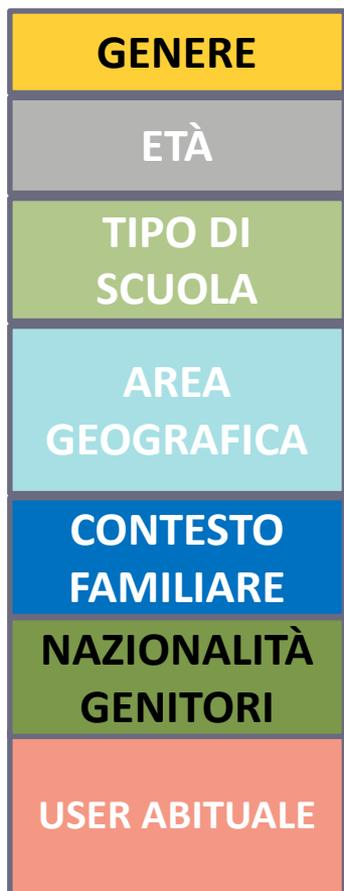 GENERE
ETÀ
TIPO DI
SCUOLA
AREA
GEOGRAFICA
CONTESTO
FAMILIARE
NAZIONALITÀ
GENITORI
USER ABITUALE